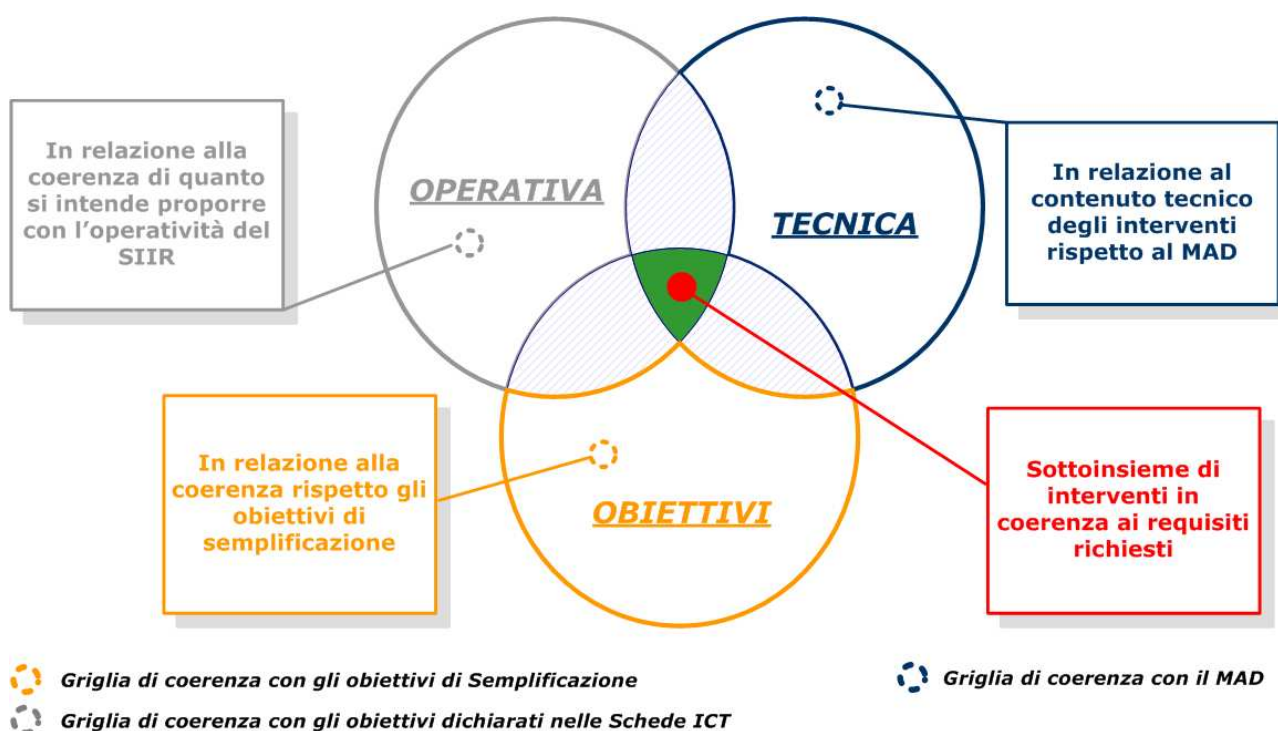 In relazione alla
coerenza di quanto
si intende proporre
con l'operatività del
SIIR
OPERATIVA
TECNICA
In relazione al
contenuto tecnico
degli interventi
rispetto al MAD
In relazione alla
coerenza rispetto gli
obiettivi di
semplificazione
OBIETTIVI
Sottoinsieme di
interventi in
coerenza ai requisiti
richiesti
Griglia di coerenza con gli obiettivi di Semplificazione
Griglia di coerenza con il MAD
Griglia di coerenza con gli obiettivi dichiarati nelle Schede ICT